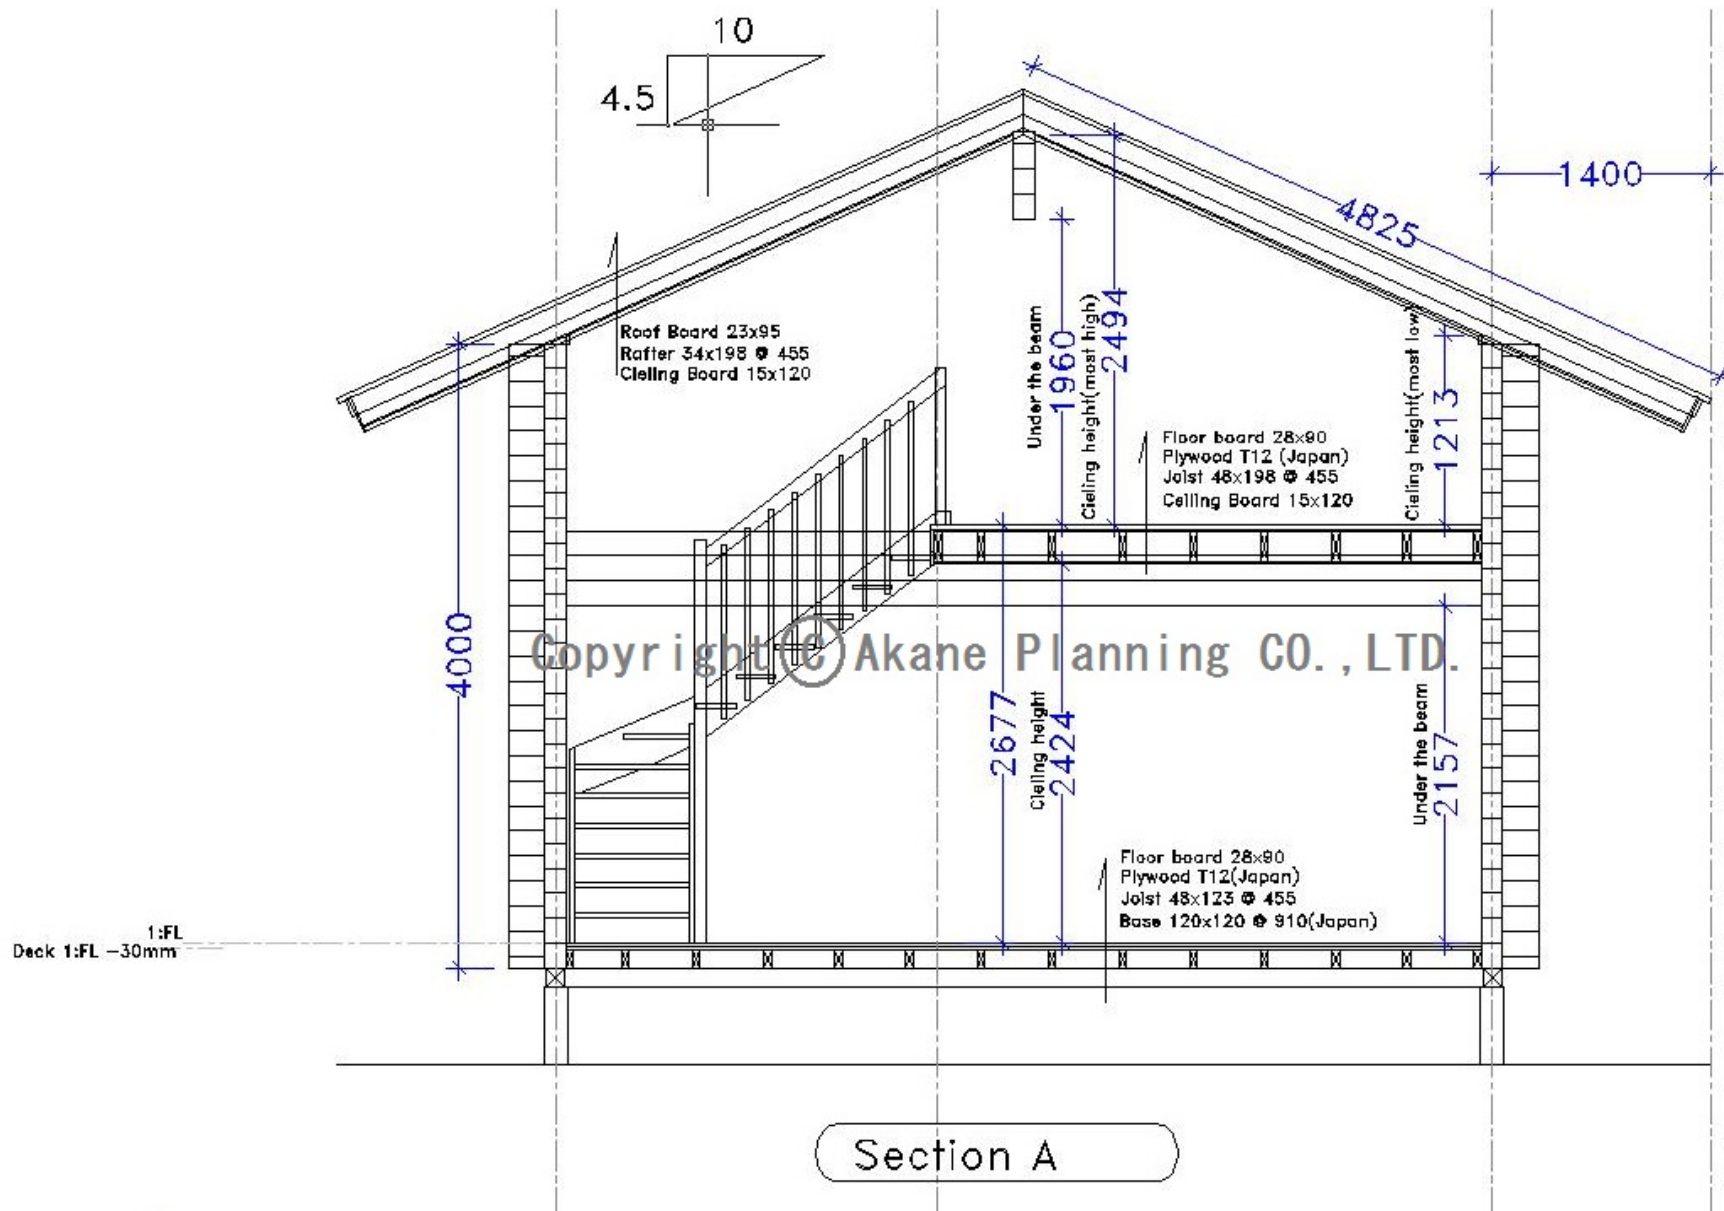 10
4.5
1400
4825
Roof Board 23x95
Rafter 34x198 @ 455
Cieling Board 15x120
Under the beam
1960
Cieling height(most high)
2494
Cieling height(most low)
1213
Floor board 28x90
Plywood T12 (Japan)
Joist 48x198 @ 455
Ceiling Board 15x120
4000
Copyright © Akane Planning CO.,LTD.
2677
Cieling height
2424
Under the beam
2157
Floor board 28x90
Plywood T12(Japan)
Joist 48x123 @ 455
Base 120x120 @ 910(Japan)
1:FL
Deck 1:FL -30mm
Section A